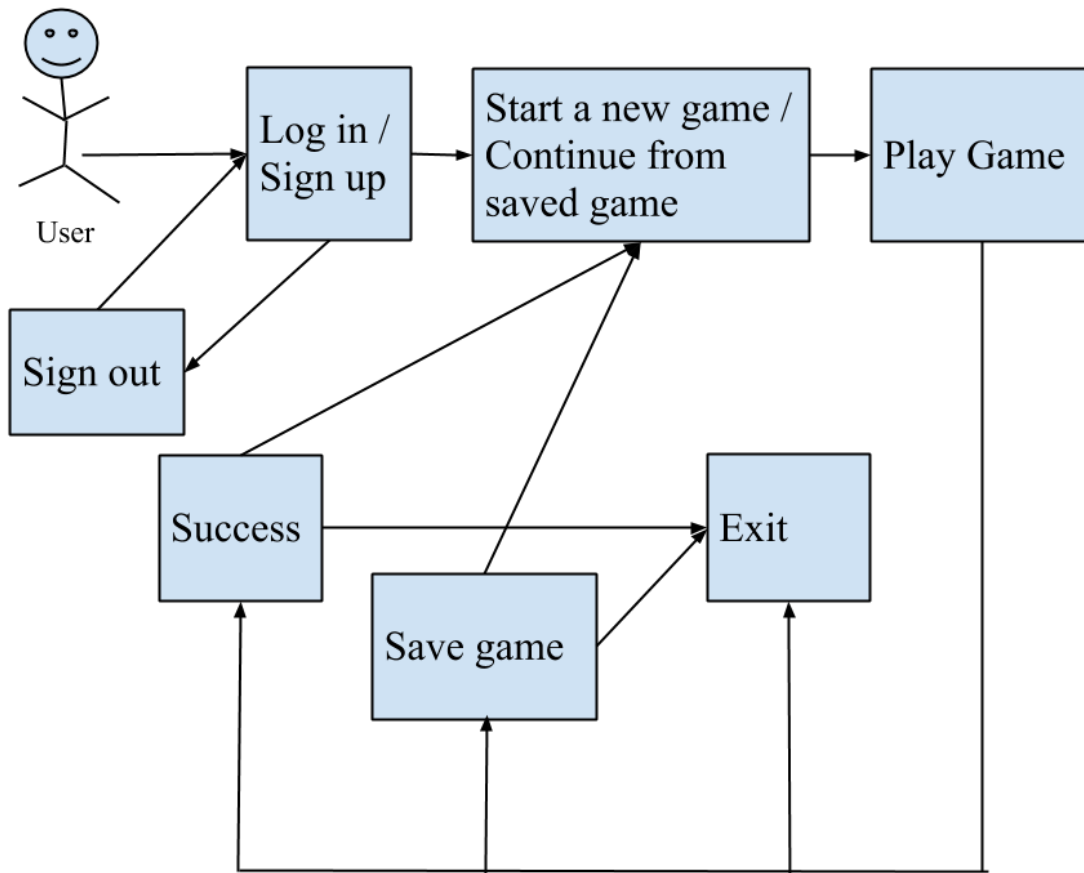 Log in /
Sign up
Start a new game /
Continue from
saved game
Play Game
User
Sign out
Success
Exit
Save game